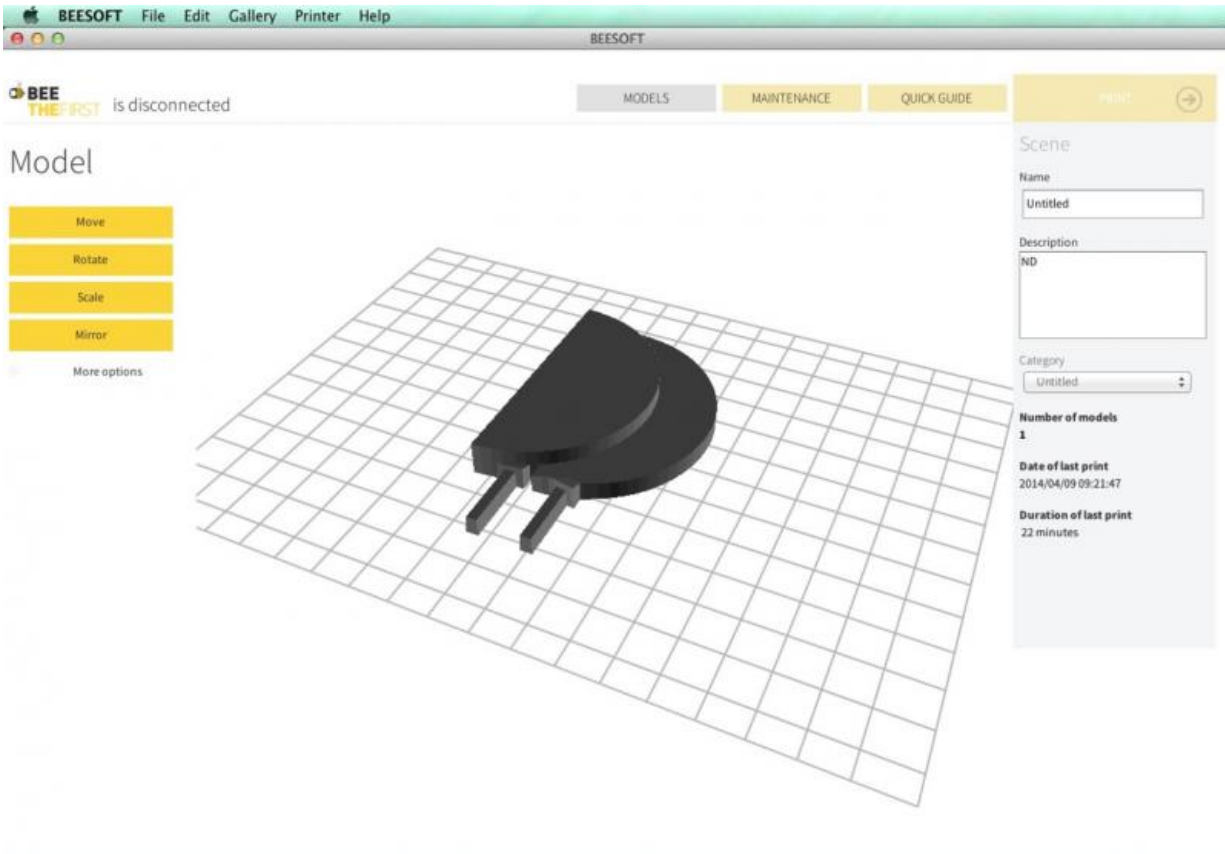 BEESOFT File Edit Gallery Printer Help
BEESOFT
BEE
THEFIRST is disconnected
MODELS MAINTENANCE QUICK GUIDE PRINT
Model
Move
Rotate
Scale
Mirror
More options
Scene
Name
Untitled
Description
ND
Category
Untitled
Number of models
1
Date of last print
2014/04/09 09:21:47
Duration of last print
22 minutes